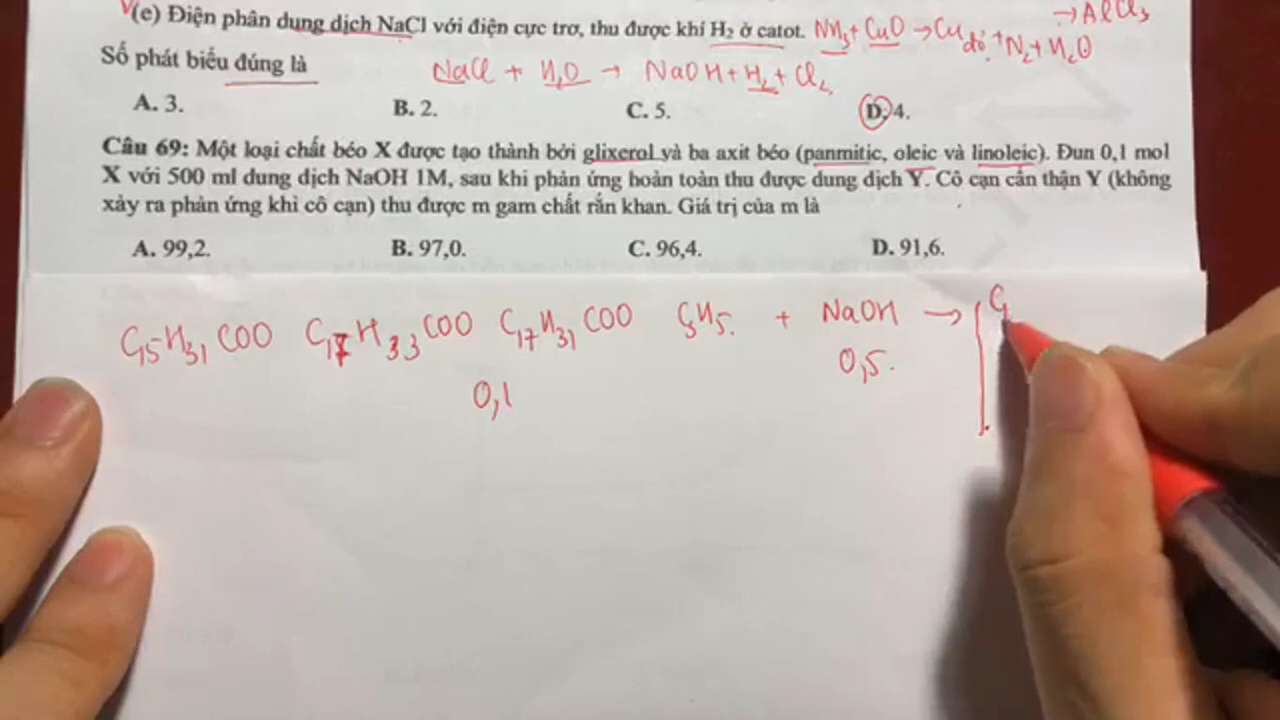 (e) Điện phân dung dịch NaCl với điện cực trơ, thu được khí H₂ ở catot. NH₃ + CuO → Cu đỏ + N₂ + H₂O
→ AlCl₃
Số phát biểu đúng là
NaCl + H₂O → NaOH + H₂ + Cl₂
A. 3. B. 2. C. 5. D. 4.
Câu 69: Một loại chất béo X được tạo thành bởi glixerol và ba axit béo (panmitic, oleic và linoleic). Đun 0,1 mol
X với 500 ml dung dịch NaOH 1M, sau khi phản ứng hoàn toàn thu được dung dịch Y. Cô cạn cẩn thận Y (không
xảy ra phản ứng khi cô cạn) thu được m gam chất rắn khan. Giá trị của m là
A. 99,2. B. 97,0. C. 96,4. D. 91,6.
C₁₅H₃₁COO C₁₇H₃₃COO C₁₇H₃₁COO C₃H₅. + NaOH → C
0,1 0,5.